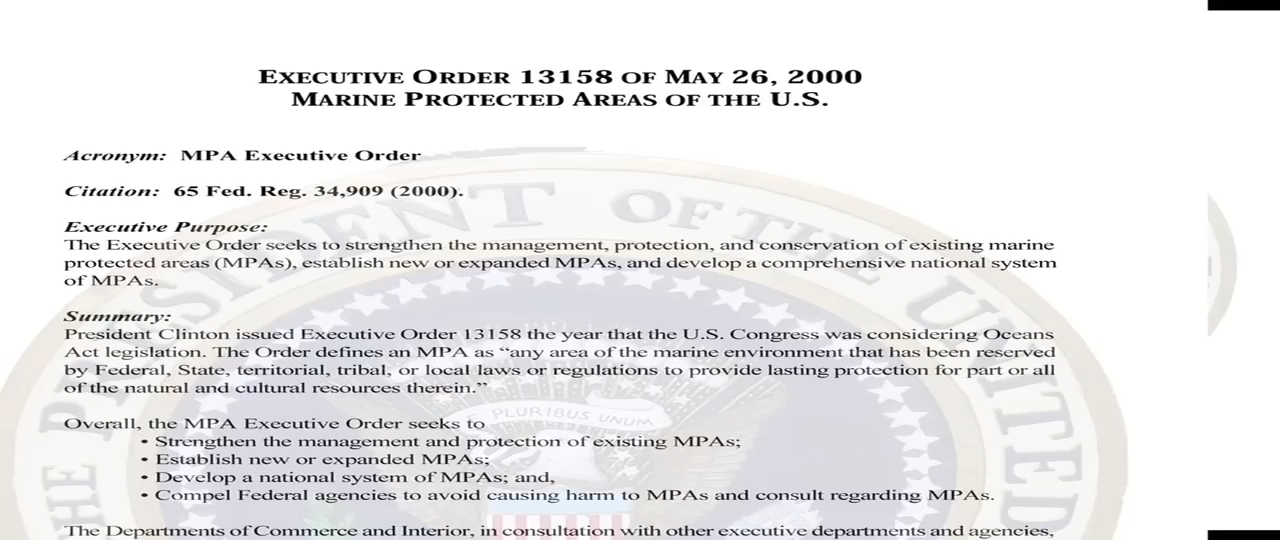 EXECUTIVE ORDER 13158 OF MAY 26, 2000
MARINE PROTECTED AREAS OF THE U.S.
Acronym: MPA Executive Order
Citation: 65 Fed. Reg. 34,909 (2000).
Executive Purpose:
The Executive Order seeks to strengthen the management, protection, and conservation of existing marine
protected areas (MPAs), establish new or expanded MPAs, and develop a comprehensive national system
of MPAs.
Summary:
President Clinton issued Executive Order 13158 the year that the U.S. Congress was considering Oceans
Act legislation. The Order defines an MPA as “any area of the marine environment that has been reserved
by Federal, State, territorial, tribal, or local laws or regulations to provide lasting protection for part or all
of the natural and cultural resources therein.”
Overall, the MPA Executive Order seeks to
• Strengthen the management and protection of existing MPAs;
• Establish new or expanded MPAs;
• Develop a national system of MPAs; and,
• Compel Federal agencies to avoid causing harm to MPAs and consult regarding MPAs.
The Departments of Commerce and Interior, in consultation with other executive departments and agencies,
THE PRESIDENT OF THE UNITED
E PLURIBUS UNUM